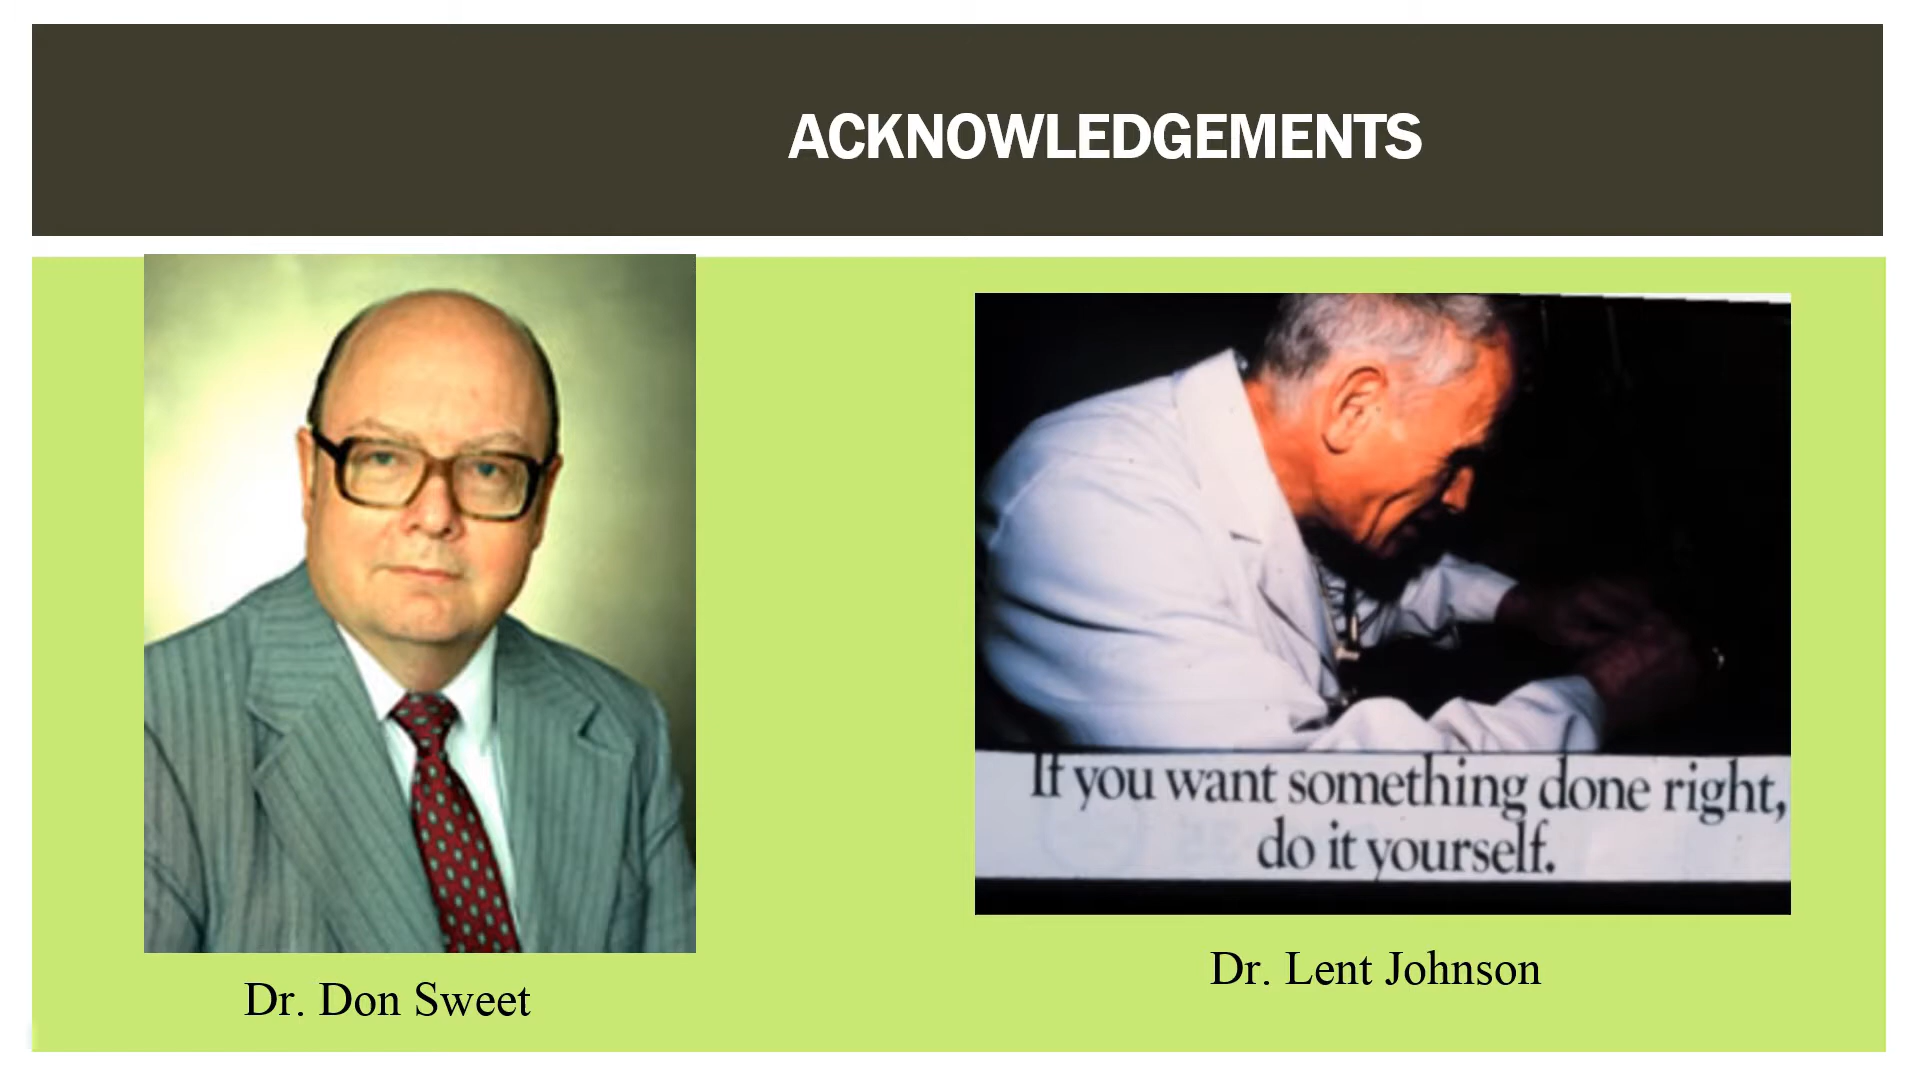 ACKNOWLEDGEMENTS
If you want something done right,
do it yourself.
Dr. Don Sweet
Dr. Lent Johnson